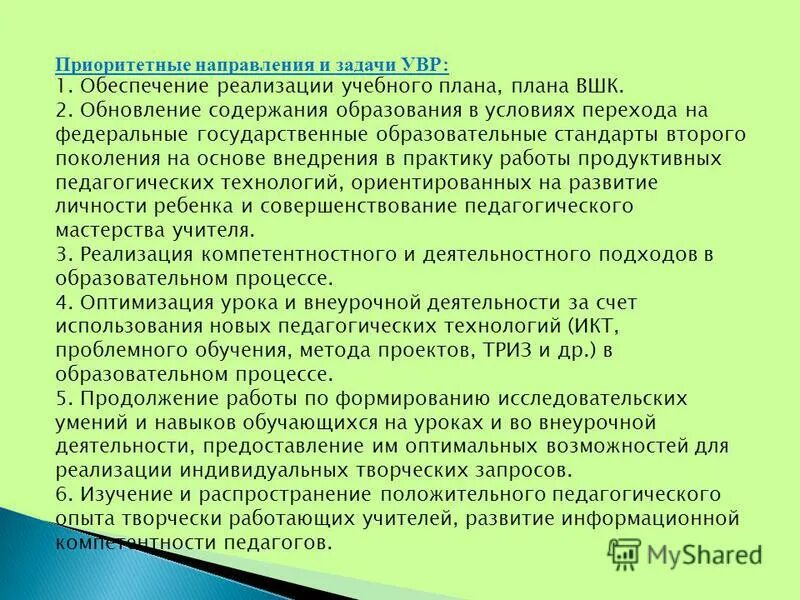 Приоритетные направления и задачи УВР:
1. Обеспечение реализации учебного плана, плана ВШК.
2. Обновление содержания образования в условиях перехода на
федеральные государственные образовательные стандарты второго
поколения на основе внедрения в практику работы продуктивных
педагогических технологий, ориентированных на развитие
личности ребенка и совершенствование педагогического
мастерства учителя.
3. Реализация компетентностного и деятельностного подходов в
образовательном процессе.
4. Оптимизация урока и внеурочной деятельности за счет
использования новых педагогических технологий (ИКТ,
проблемного обучения, метода проектов, ТРИЗ и др.) в
образовательном процессе.
5. Продолжение работы по формированию исследовательских
умений и навыков обучающихся на уроках и во внеурочной
деятельности, предоставление им оптимальных возможностей для
реализации индивидуальных творческих запросов.
6. Изучение и распространение положительного педагогического
опыта творчески работающих учителей, развитие информационной
компетентности педагогов.
MyShared